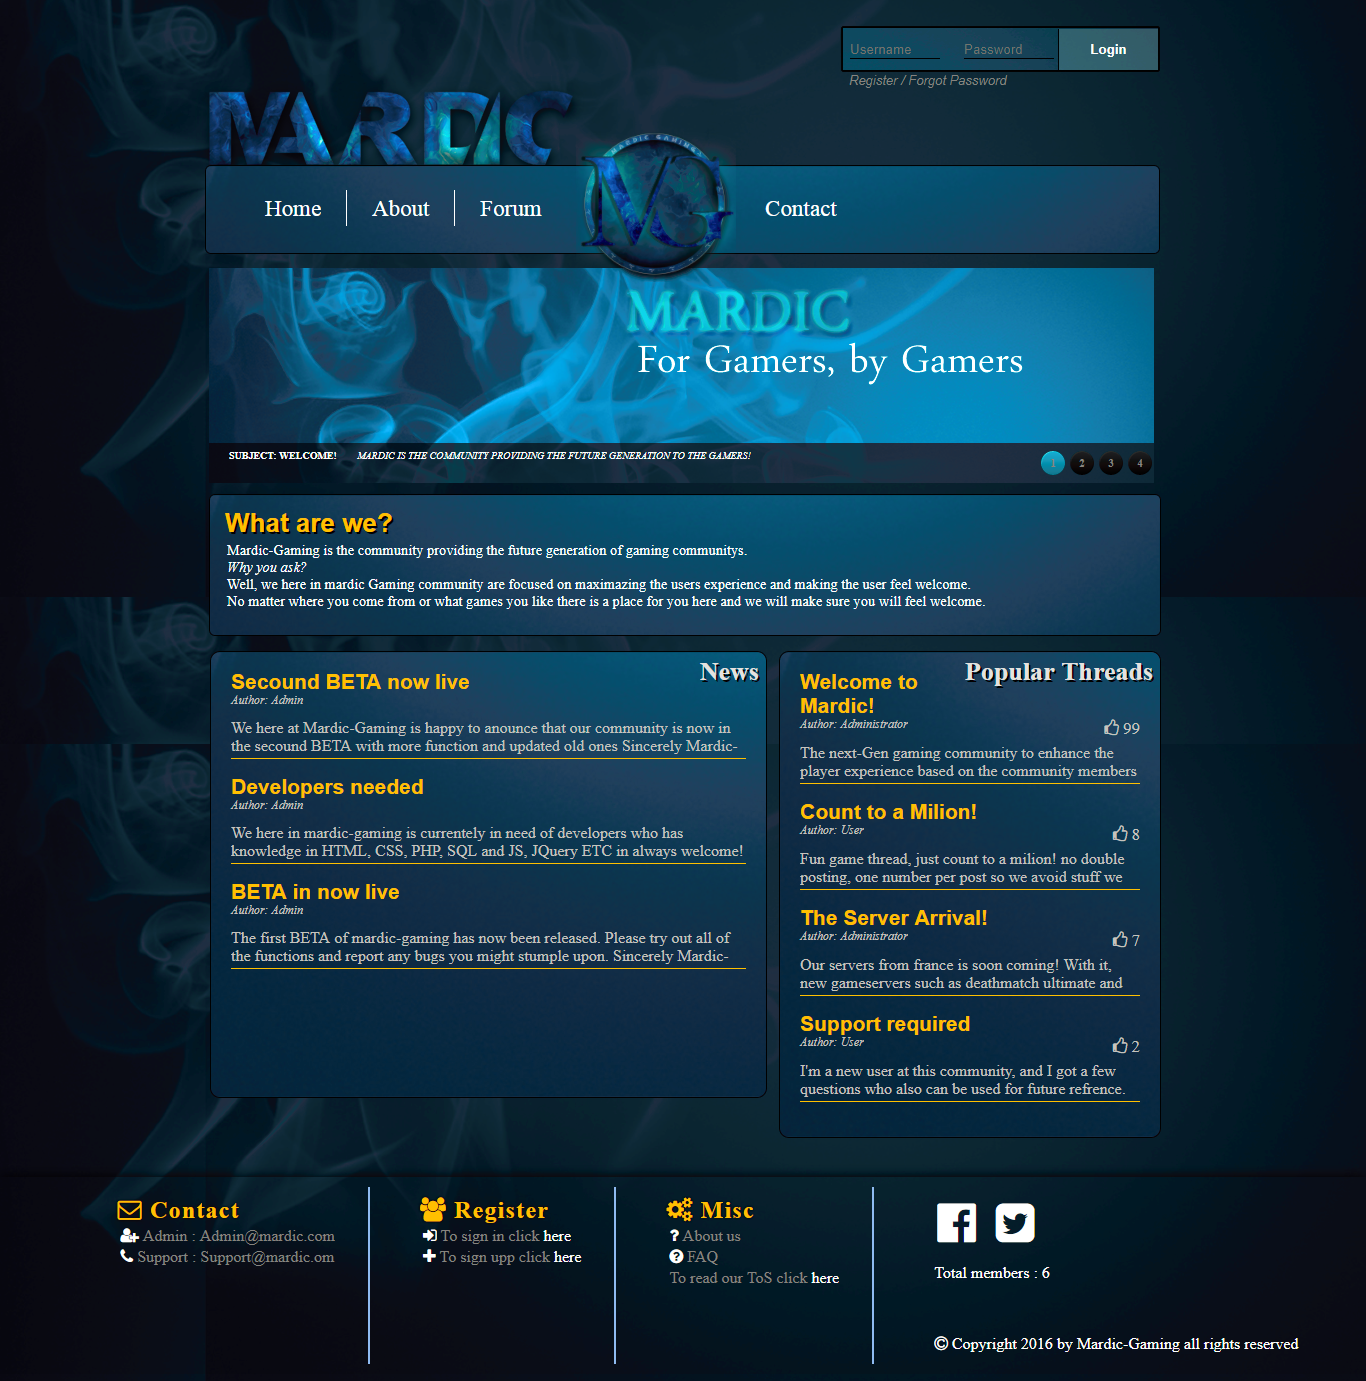 Username Password Login
Register / Forgot Password
MARDIC
MARDIC GAMING
MG
Home About Forum Contact
MARDIC
For Gamers, by Gamers
SUBJECT: WELCOME! MARDIC IS THE COMMUNITY PROVIDING THE FUTURE GENERATION TO THE GAMERS!
1 2 3 4
What are we?
Mardic-Gaming is the community providing the future generation of gaming communitys.
Why you ask?
Well, we here in mardic Gaming community are focused on maximazing the users experience and making the user feel welcome.
No matter where you come from or what games you like there is a place for you here and we will make sure you will feel welcome.
News
Secound BETA now live
Author: Admin
We here at Mardic-Gaming is happy to anounce that our community is now in
the secound BETA with more function and updated old ones Sincerely Mardic-
Developers needed
Author: Admin
We here in mardic-gaming is currentely in need of developers who has
knowledge in HTML, CSS, PHP, SQL and JS, JQuery ETC in always welcome!
BETA in now live
Author: Admin
The first BETA of mardic-gaming has now been released. Please try out all of
the functions and report any bugs you might stumple upon. Sincerely Mardic-
Popular Threads
Welcome to
Mardic!
Author: Administrator
99
The next-Gen gaming community to enhance the
player experience based on the community members
Count to a Milion!
Author: User
8
Fun game thread, just count to a milion! no double
posting, one number per post so we avoid stuff we
The Server Arrival!
Author: Administrator
7
Our servers from france is soon coming! With it,
new gameservers such as deathmatch ultimate and
Support required
Author: User
2
I'm a new user at this community, and I got a few
questions who also can be used for future refrence.
Contact
Admin : Admin@mardic.com
Support : Support@mardic.om
Register
To sign in click here
To sign upp click here
Misc
About us
FAQ
To read our ToS click here
Total members : 6
© Copyright 2016 by Mardic-Gaming all rights reserved